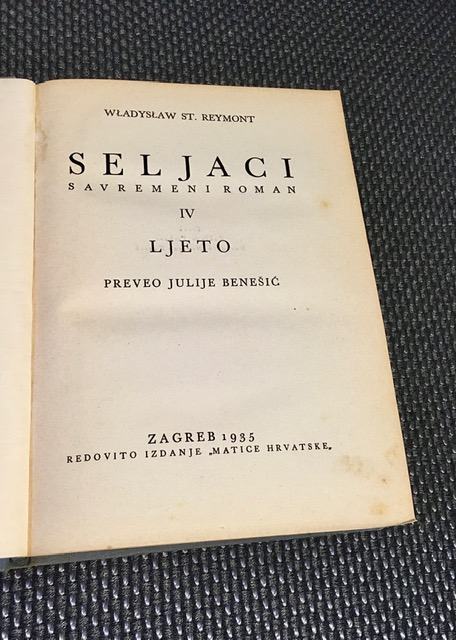 WŁADYSŁAW ST. REYMONT
SELJACI
SAVREMENI ROMAN
IV
LJETO
PREVEO JULIJE BENEŠIĆ
ZAGREB 1935
REDOVITO IZDANJE „MATICE HRVATSKE„